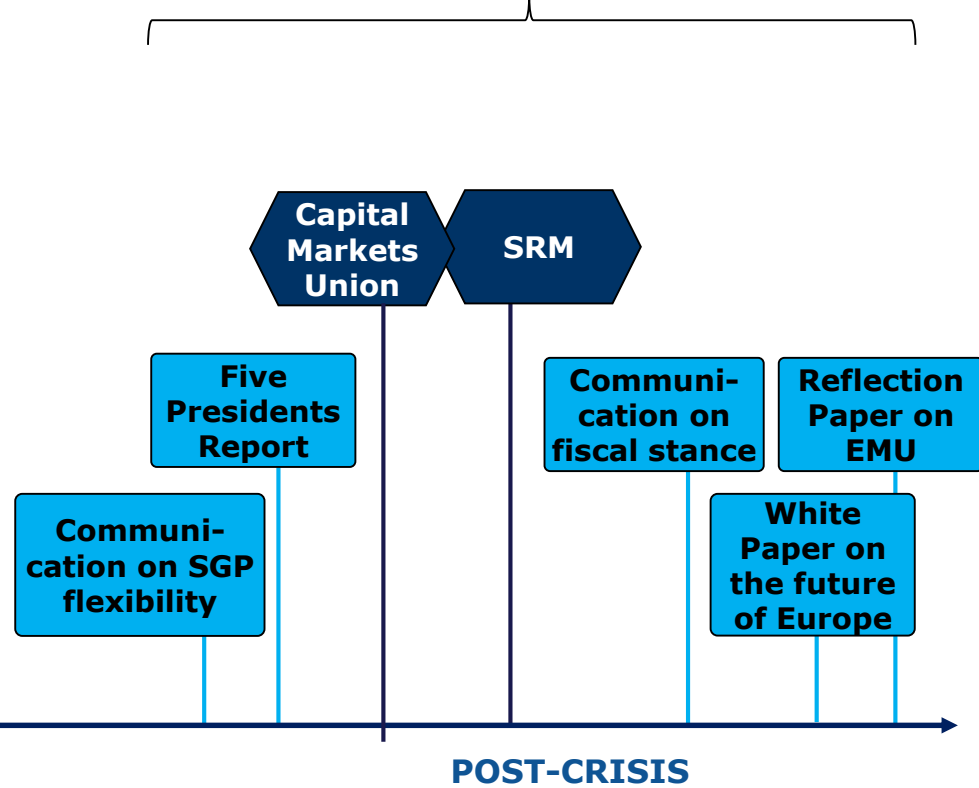 Capital
Markets
Union
SRM
Five
Presidents
Report
Communi-
cation on
fiscal stance
Reflection
Paper on
EMU
Communi-
cation on SGP
flexibility
White
Paper on
the future
of Europe
POST-CRISIS